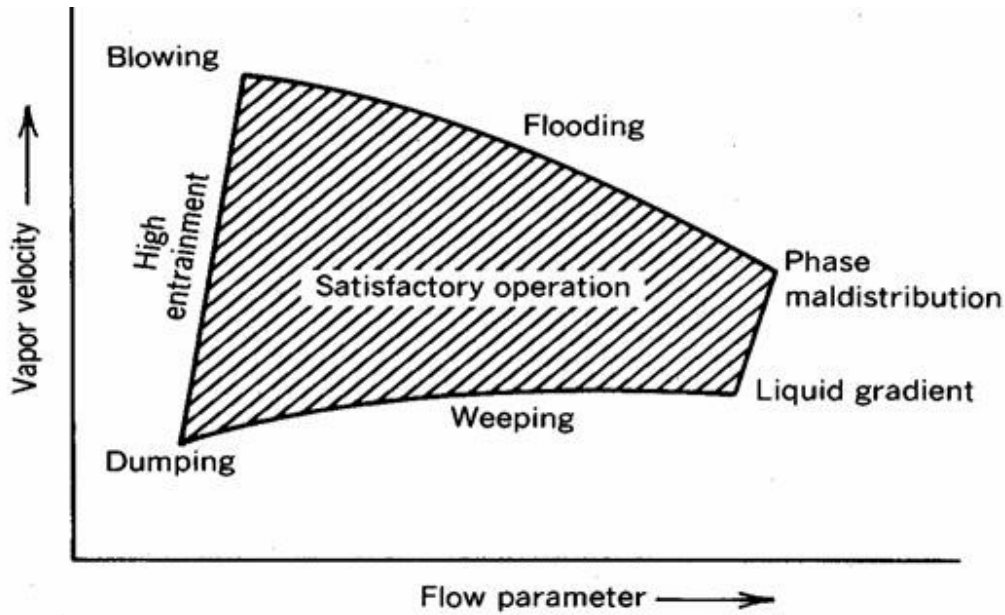 Blowing
Flooding
High
entrainment
Vapor velocity
Satisfactory operation
Phase
maldistribution
Liquid gradient
Weeping
Dumping
Flow parameter